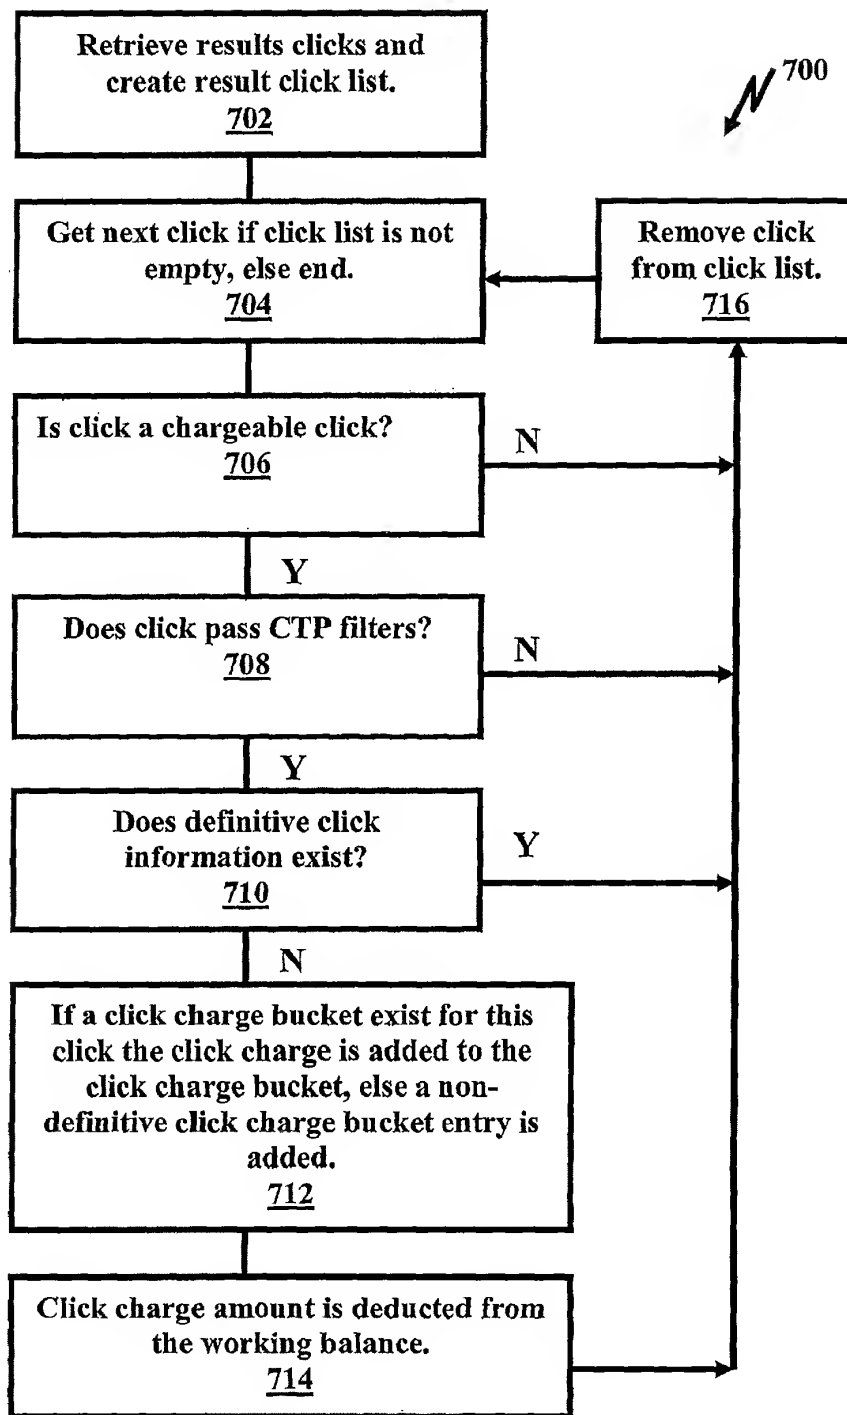 Retrieve results clicks and
create result click list.
702
700
Get next click if click list is not
empty, else end.
704
Remove click
from click list.
716
Is click a chargeable click?
706
N
Y
Does click pass CTP filters?
708
N
Y
Does definitive click
information exist?
710
Y
N
If a click charge bucket exist for this
click the click charge is added to the
click charge bucket, else a non-
definitive click charge bucket entry is
added.
712
Click charge amount is deducted from
the working balance.
714